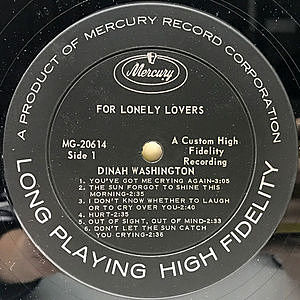 A PRODUCT OF MERCURY RECORD CORPORATION
Mercury
FOR LONELY LOVERS
MG-20614
Side 1
A Custom High
Fidelity
Recording
DINAH WASHINGTON
1. YOU'VE GOT ME CRYING AGAIN-3:05
2. THE SUN FORGOT TO SHINE THIS
MORNING-2:35
3. I DON'T KNOW WHETHER TO LAUGH
OR TO CRY OVER YOU-2:40
4. HURT-2:35
5. OUT OF SIGHT, OUT OF MIND-2:33
6. DON'T LET THE SUN CATCH
YOU CRYING-2:36
LONG PLAYING HIGH FIDELITY